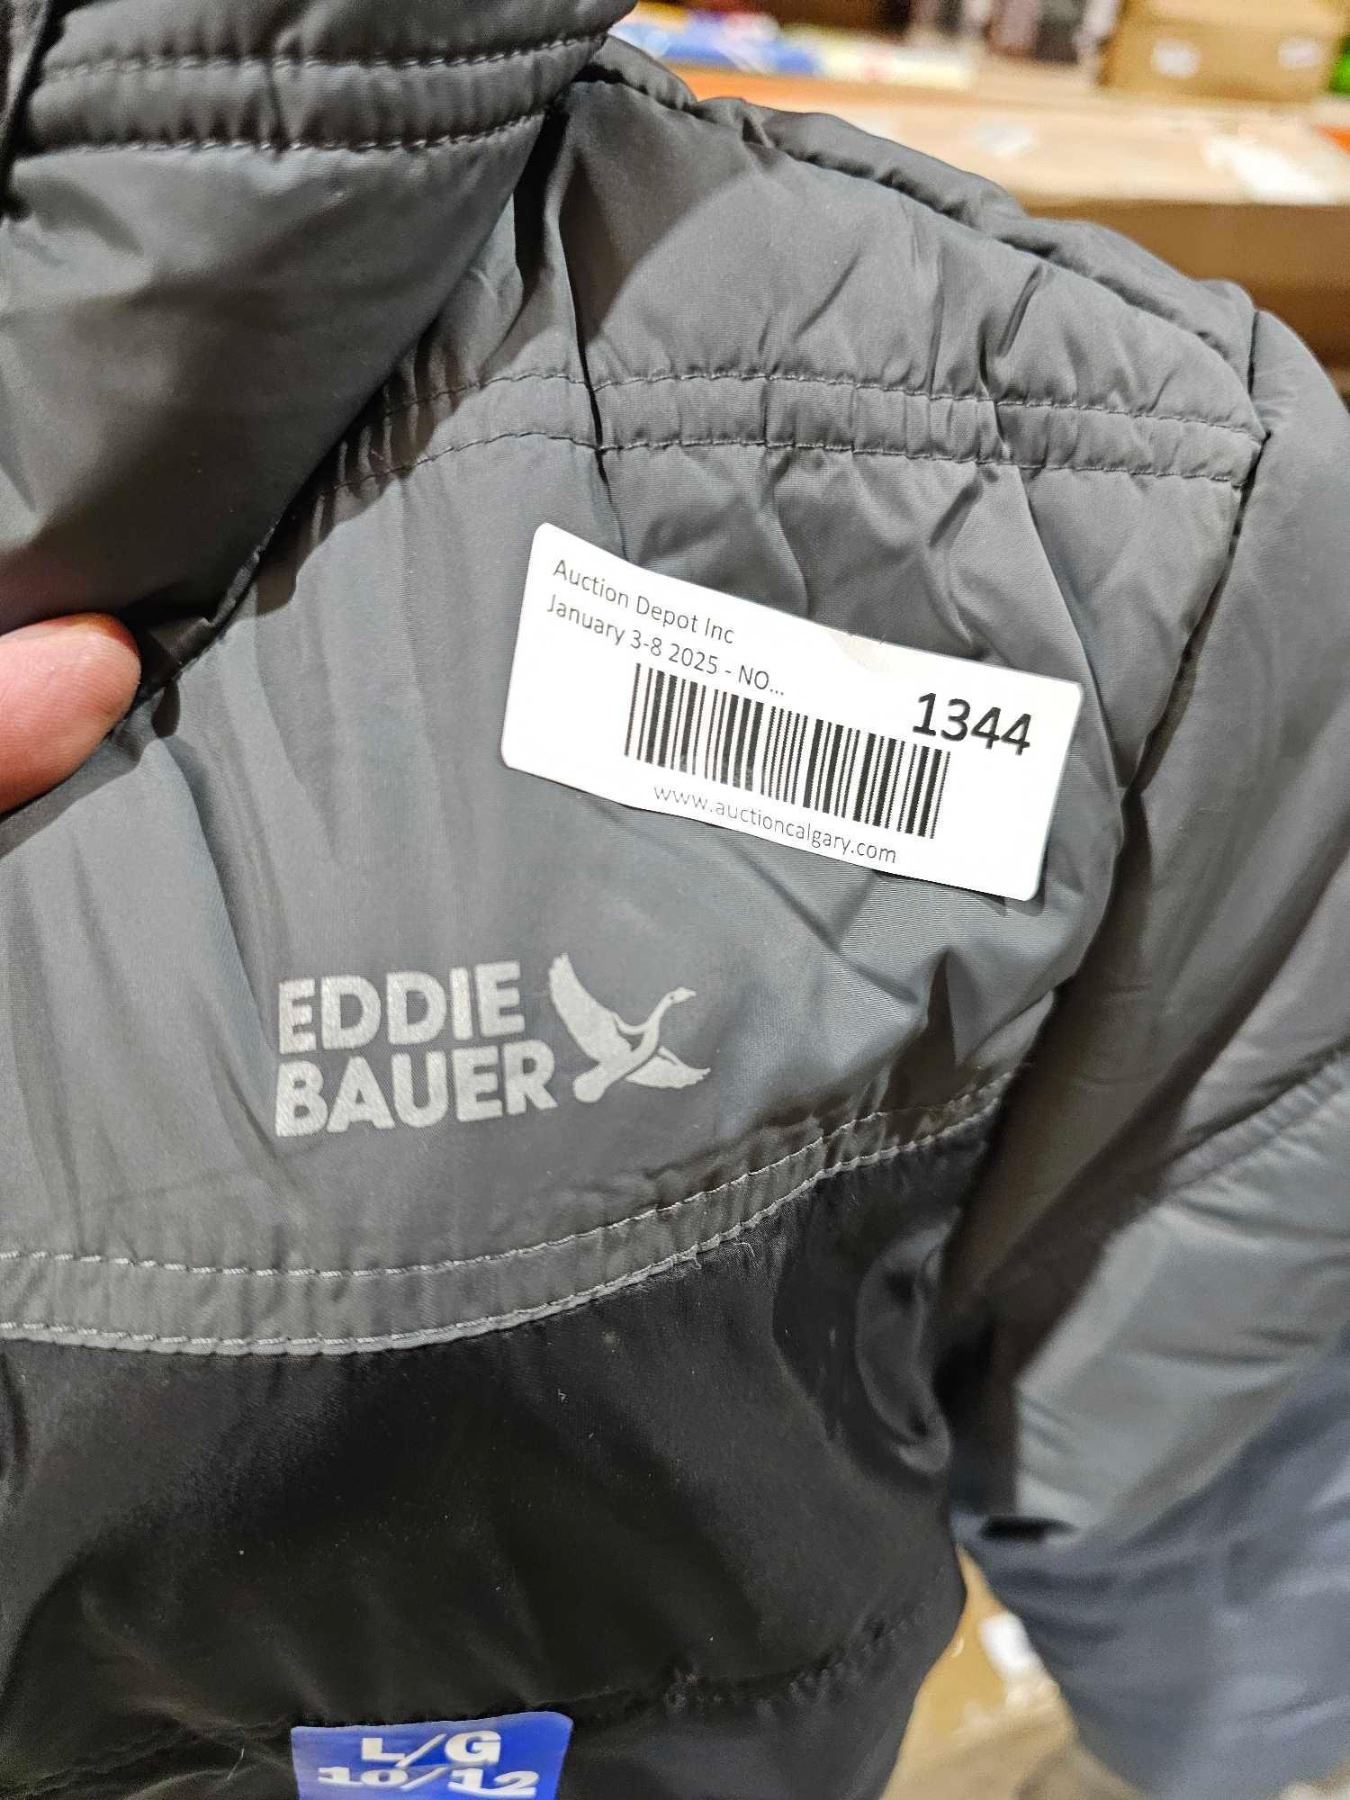 Auction Depot Inc
January 3-8 2025 - NO...
1344
www.auctioncalgary.com
EDDIE
BAUER
L/G
10/12